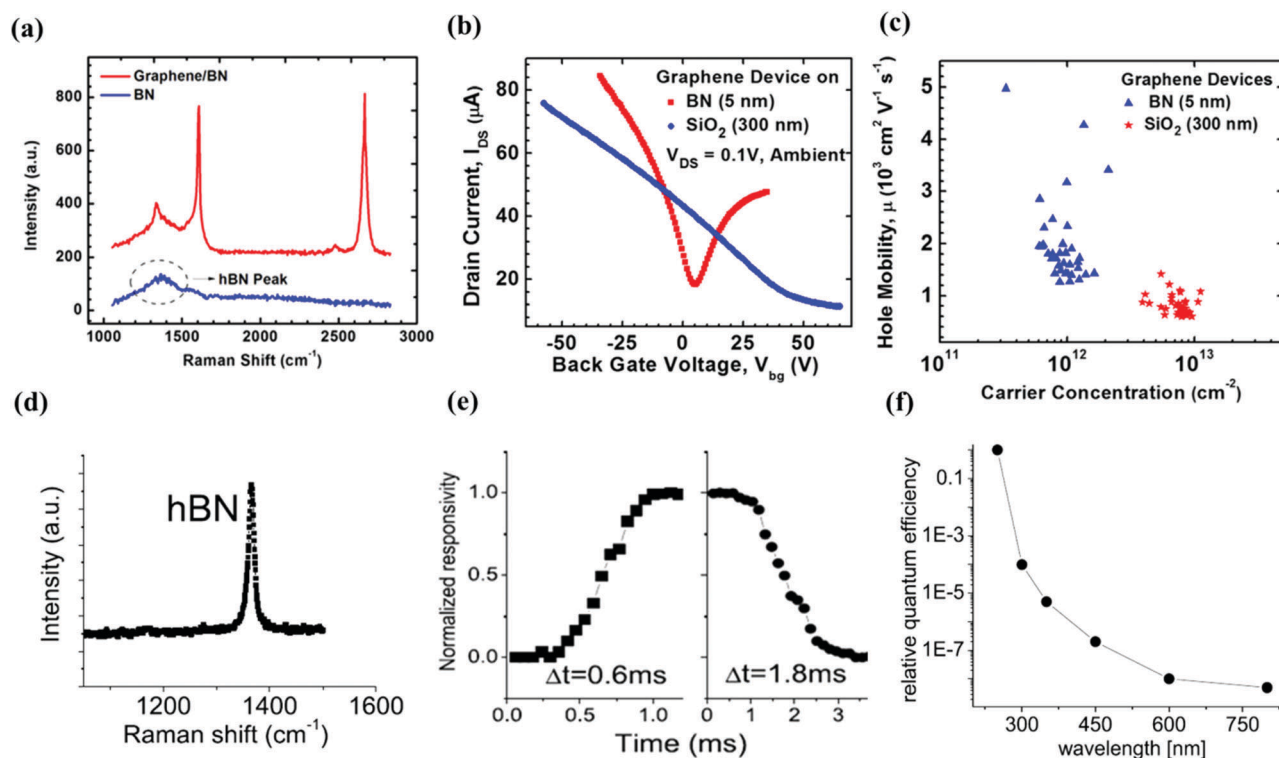 (a)
Graphene/BN
BN
hBN Peak
Intensity (a.u.)
800
600
400
200
0
1000 1500 2000 2500 3000
Raman Shift (cm⁻¹)
(b)
Graphene Device on
BN (5 nm)
SiO₂ (300 nm)
V_DS = 0.1V, Ambient
Drain Current, I_DS (μA)
80
60
40
20
-50 -25 0 25 50
Back Gate Voltage, V_bg (V)
(c)
Graphene Devices
BN (5 nm)
SiO₂ (300 nm)
Hole Mobility, μ (10³ cm² V⁻¹ s⁻¹)
5
4
3
2
1
10¹¹ 10¹² 10¹³
Carrier Concentration (cm⁻²)
(d)
hBN
Intensity (a.u.)
1200 1400 1600
Raman shift (cm⁻¹)
(e)
Normalized responsivity
1.0
0.5
0.0
Δt=0.6ms
Δt=1.8ms
0.0 0.5 1.0 0 1 2 3
Time (ms)
(f)
relative quantum efficiency
0.1
1E-3
1E-5
1E-7
300 450 600 750
wavelength [nm]